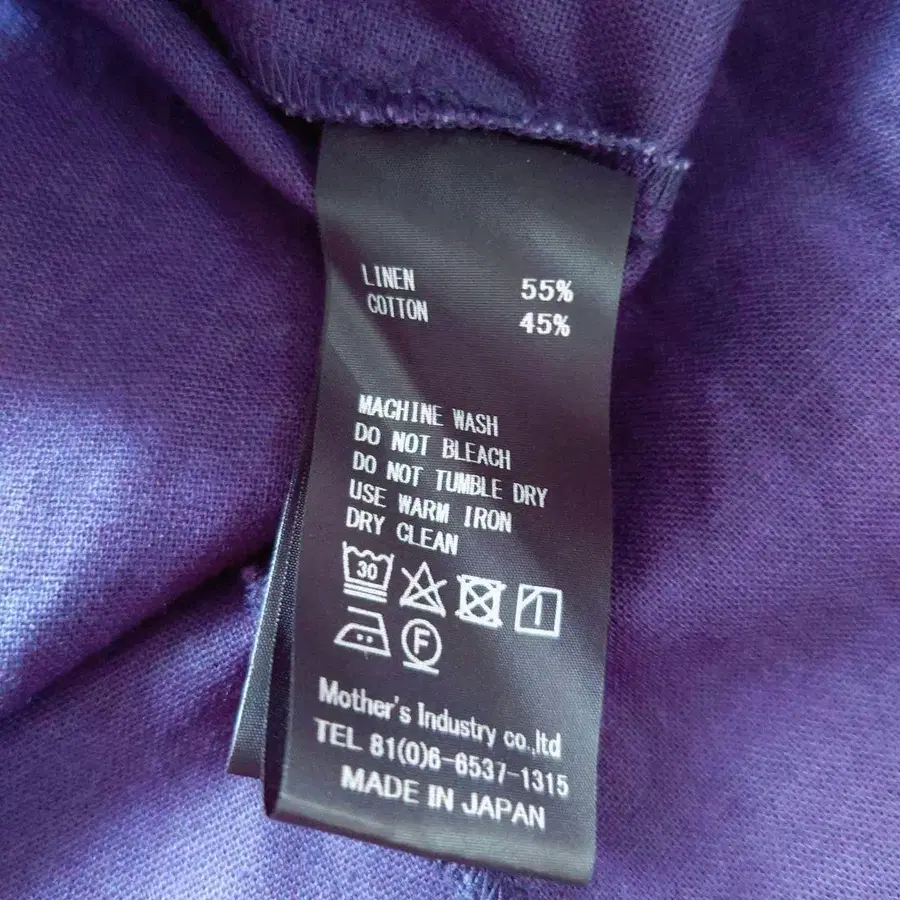 LINEN 55%
COTTON 45%
MACHINE WASH
DO NOT BLEACH
DO NOT TUMBLE DRY
USE WARM IRON
DRY CLEAN
30
F
Mother's Industry co.,ltd
TEL 81(0)6-6537-1315
MADE IN JAPAN